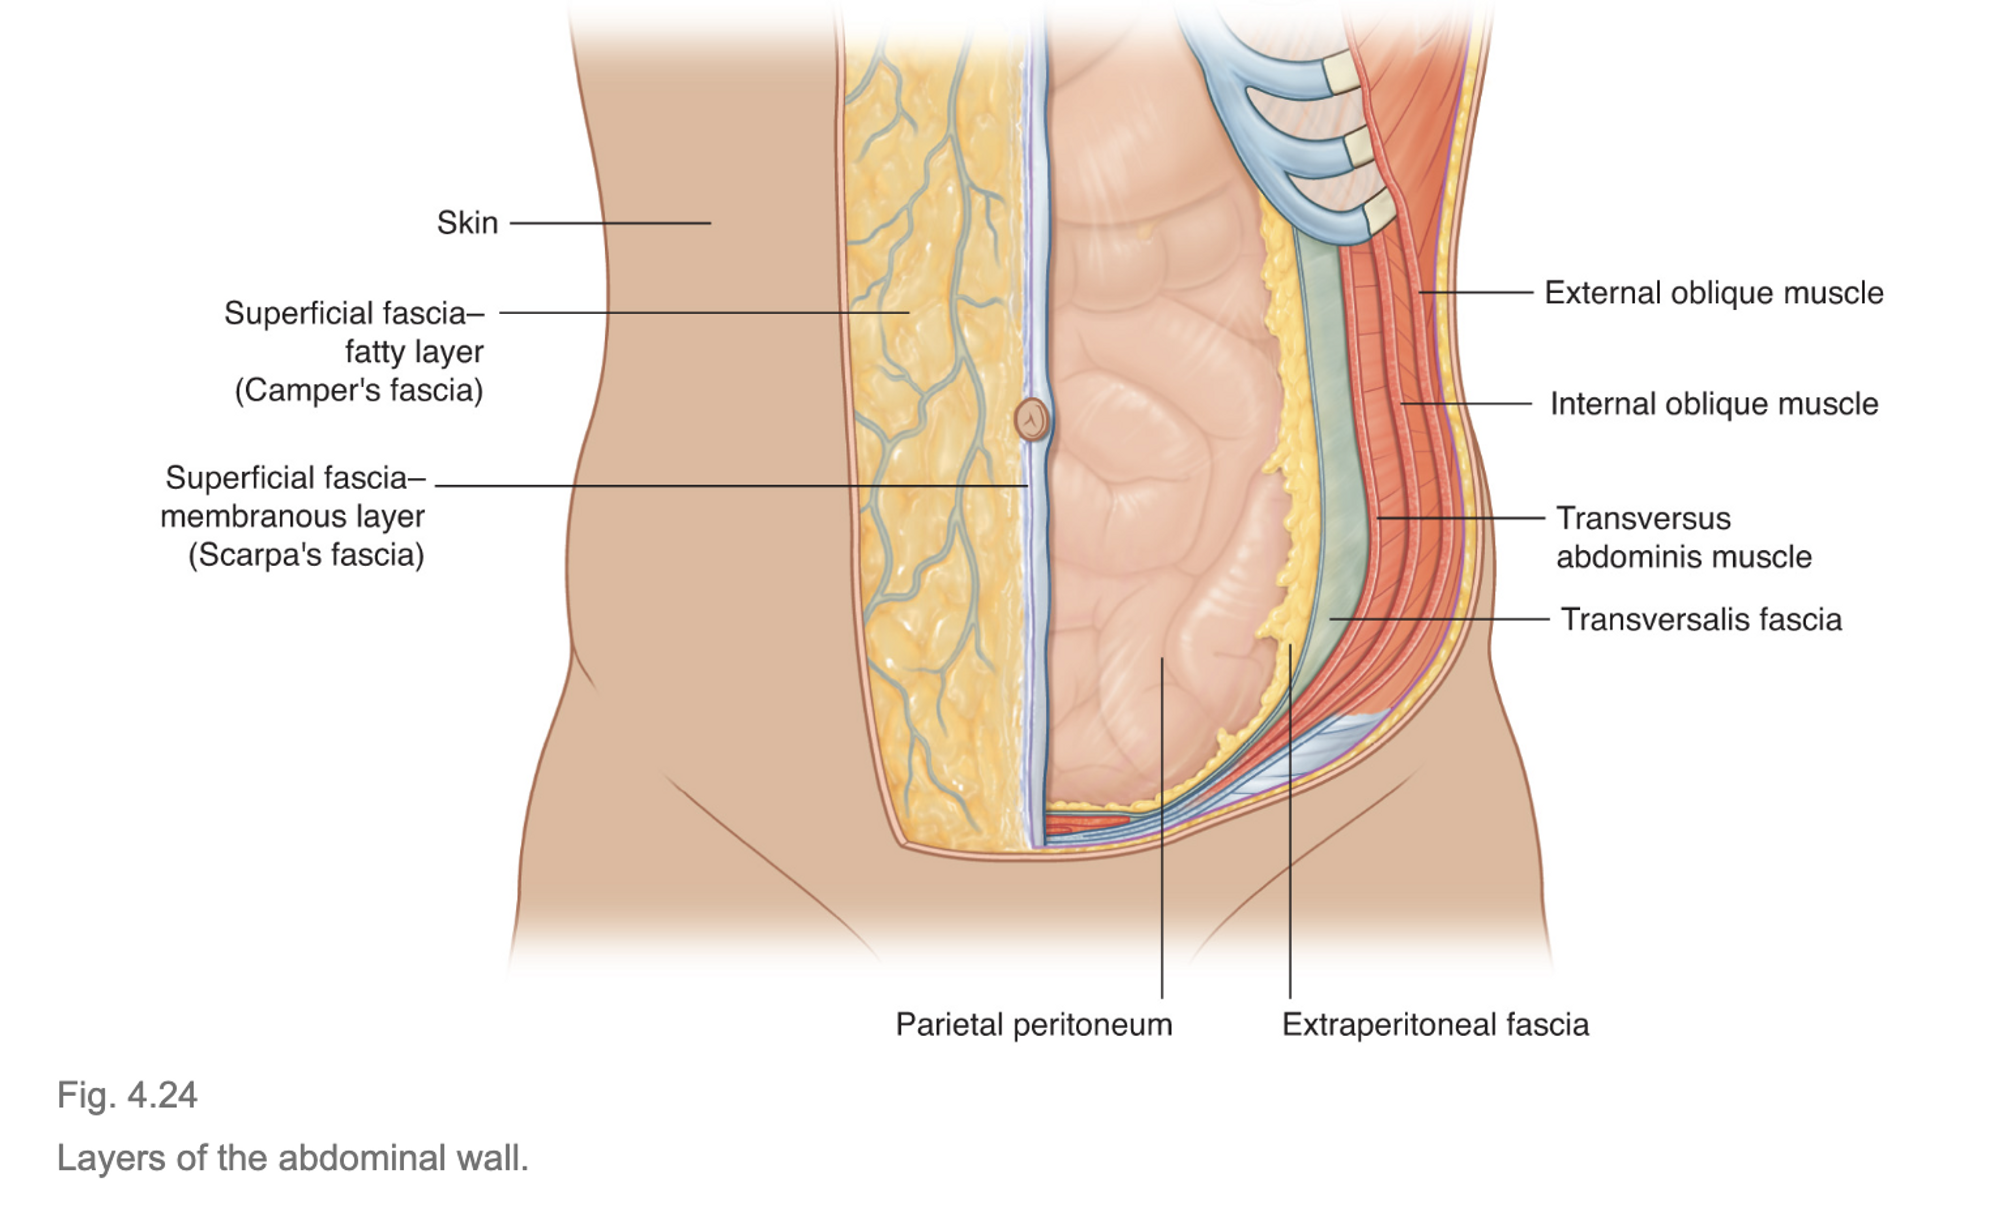 Skin
Superficial fascia–
fatty layer
(Camper's fascia)
Superficial fascia–
membranous layer
(Scarpa's fascia)
External oblique muscle
Internal oblique muscle
Transversus
abdominis muscle
Transversalis fascia
Parietal peritoneum
Extraperitoneal fascia
Fig. 4.24
Layers of the abdominal wall.